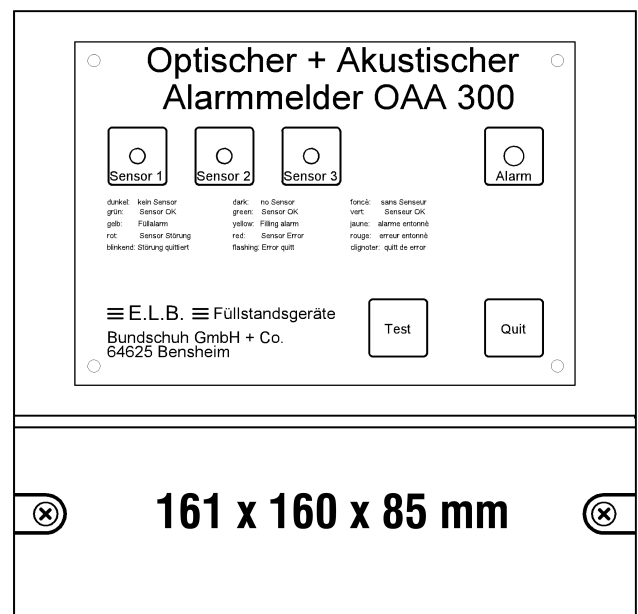 Optischer + Akustischer
Alarmmelder OAA 300
Sensor 1 Sensor 2 Sensor 3 Alarm
dunkel: kein Sensor dark: no Sensor foncè: sans Senseur
grün: Sensor OK green: Sensor OK vert: Senseur OK
gelb: Füllalarm yellow: Filling alarm jaune: alarme entonnè
rot: Sensor Störung red: Sensor Error rouge: erreur entonnè
blinkend: Störung quittiert flashing: Error quitt clignoter: quitt de error
E.L.B. Füllstandsgeräte
Bundschuh GmbH + Co.
64625 Bensheim
Test Quit
161 x 160 x 85 mm